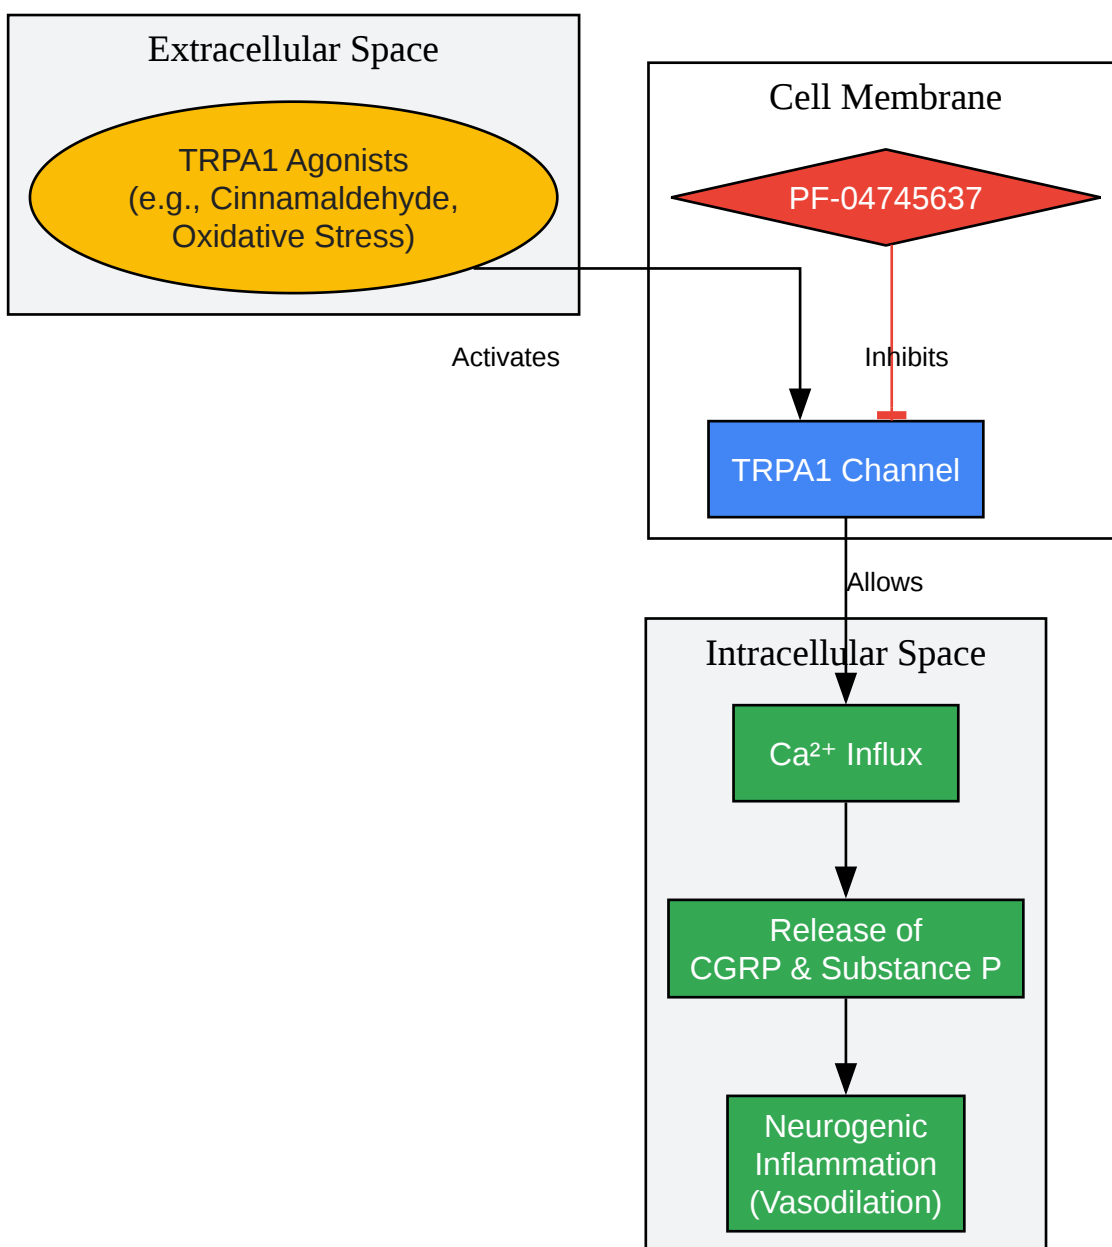 Extracellular Space
TRPA1 Agonists
(e.g., Cinnamaldehyde,
Oxidative Stress)
Cell Membrane
PF-04745637
Activates
Inhibits
TRPA1 Channel
Allows
Intracellular Space
Ca²⁺ Influx
Release of
CGRP & Substance P
Neurogenic
Inflammation
(Vasodilation)